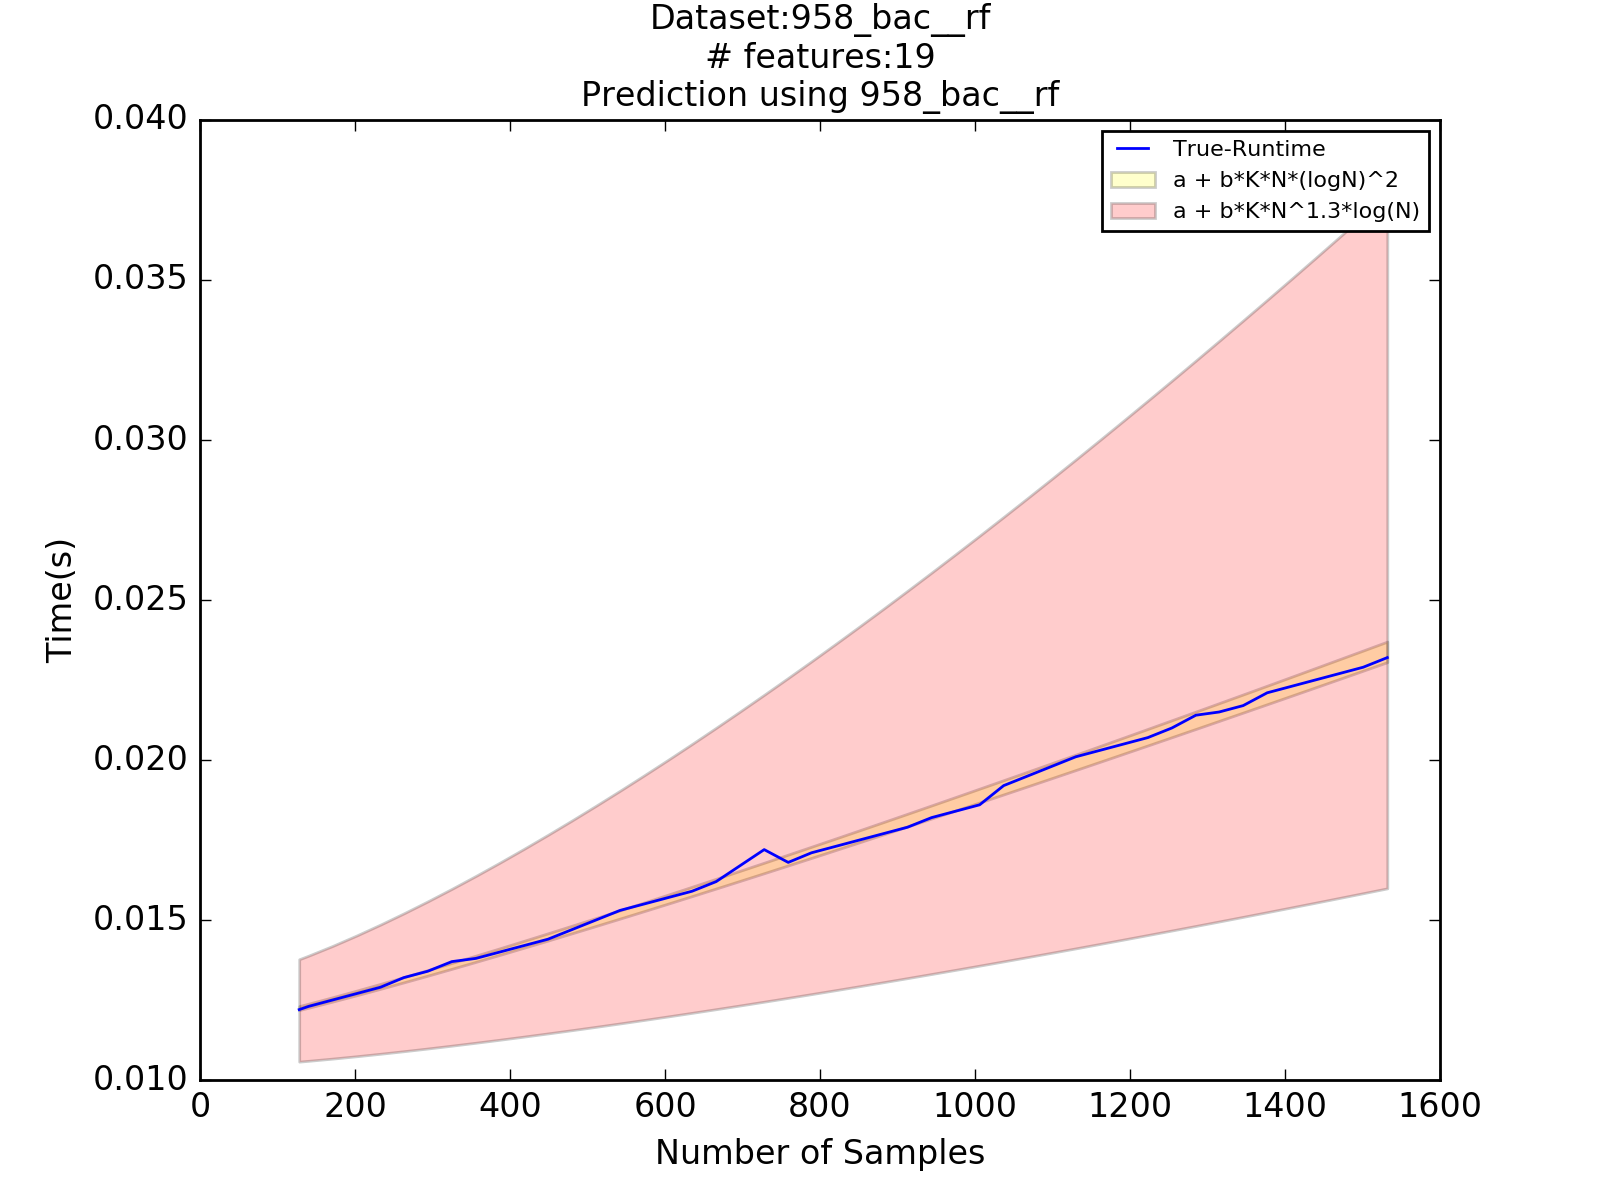 Dataset:958_bac__rf
# features:19
Prediction using 958_bac__rf
0.040
0.035
0.030
0.025
0.020
0.015
0.010
Time(s)
True-Runtime
a + b*K*N*(logN)^2
a + b*K*N^1.3*log(N)
0 200 400 600 800 1000 1200 1400 1600
Number of Samples